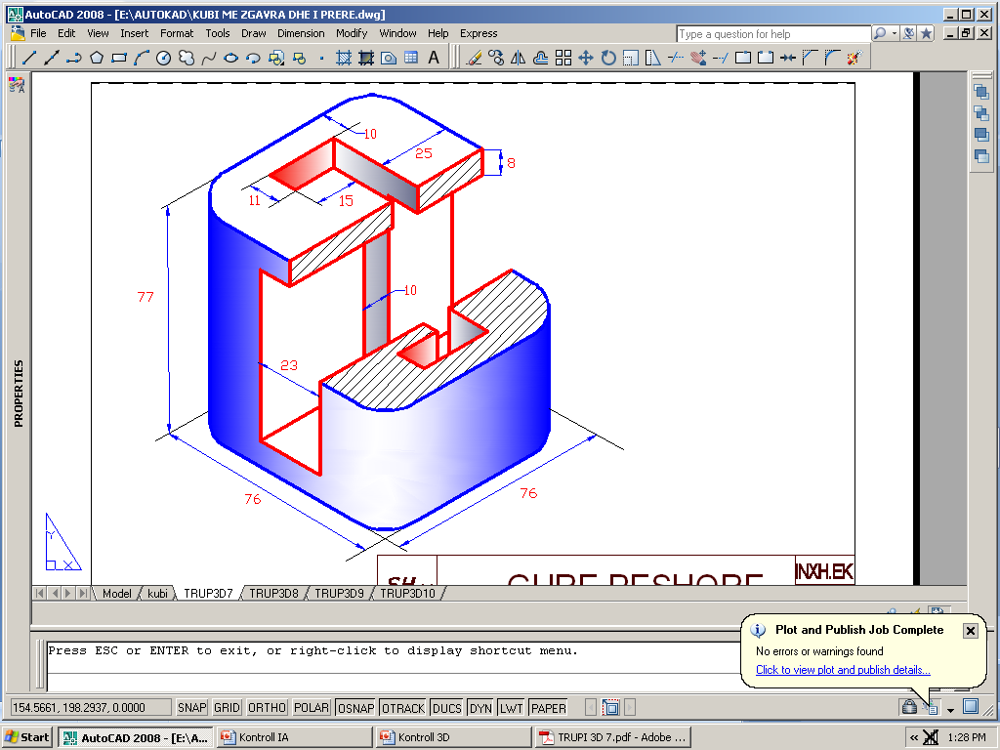 AutoCAD 2008 - [E:\AUTOKAD\KUBI ME ZGAVRA DHE I PRERE.dwg]
File Edit View Insert Format Tools Draw Dimension Modify Window Help Express
Type a question for help
A
10
25
8
11
15
77
10
23
76
76
Y
X
PROPERTIES
INXH.EK
CUBE RESHORE
Model kubi TRUP3D7 TRUP3D8 TRUP3D9 TRUP3D10
Press ESC or ENTER to exit, or right-click to display shortcut menu.
Plot and Publish Job Complete
No errors or warnings found
Click to view plot and publish details...
154.5661, 198.2937, 0.0000 SNAP GRID ORTHO POLAR OSNAP OTRACK DUCS DYN LWT PAPER
Start AutoCAD 2008 - [E:\A... Kontroll IA Kontroll 3D TRUPI 3D 7.pdf - Adobe ... 1:28 PM